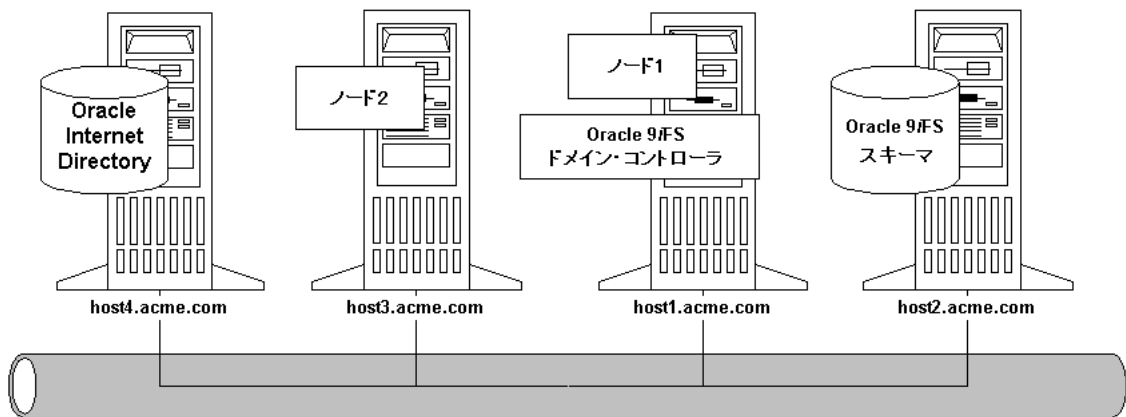 Oracle
Internet
Directory
ノード2
ノード1
Oracle 9iFS
ドメイン・コントローラ
Oracle 9iFS
スキーマ
host4.acme.com
host3.acme.com
host1.acme.com
host2.acme.com